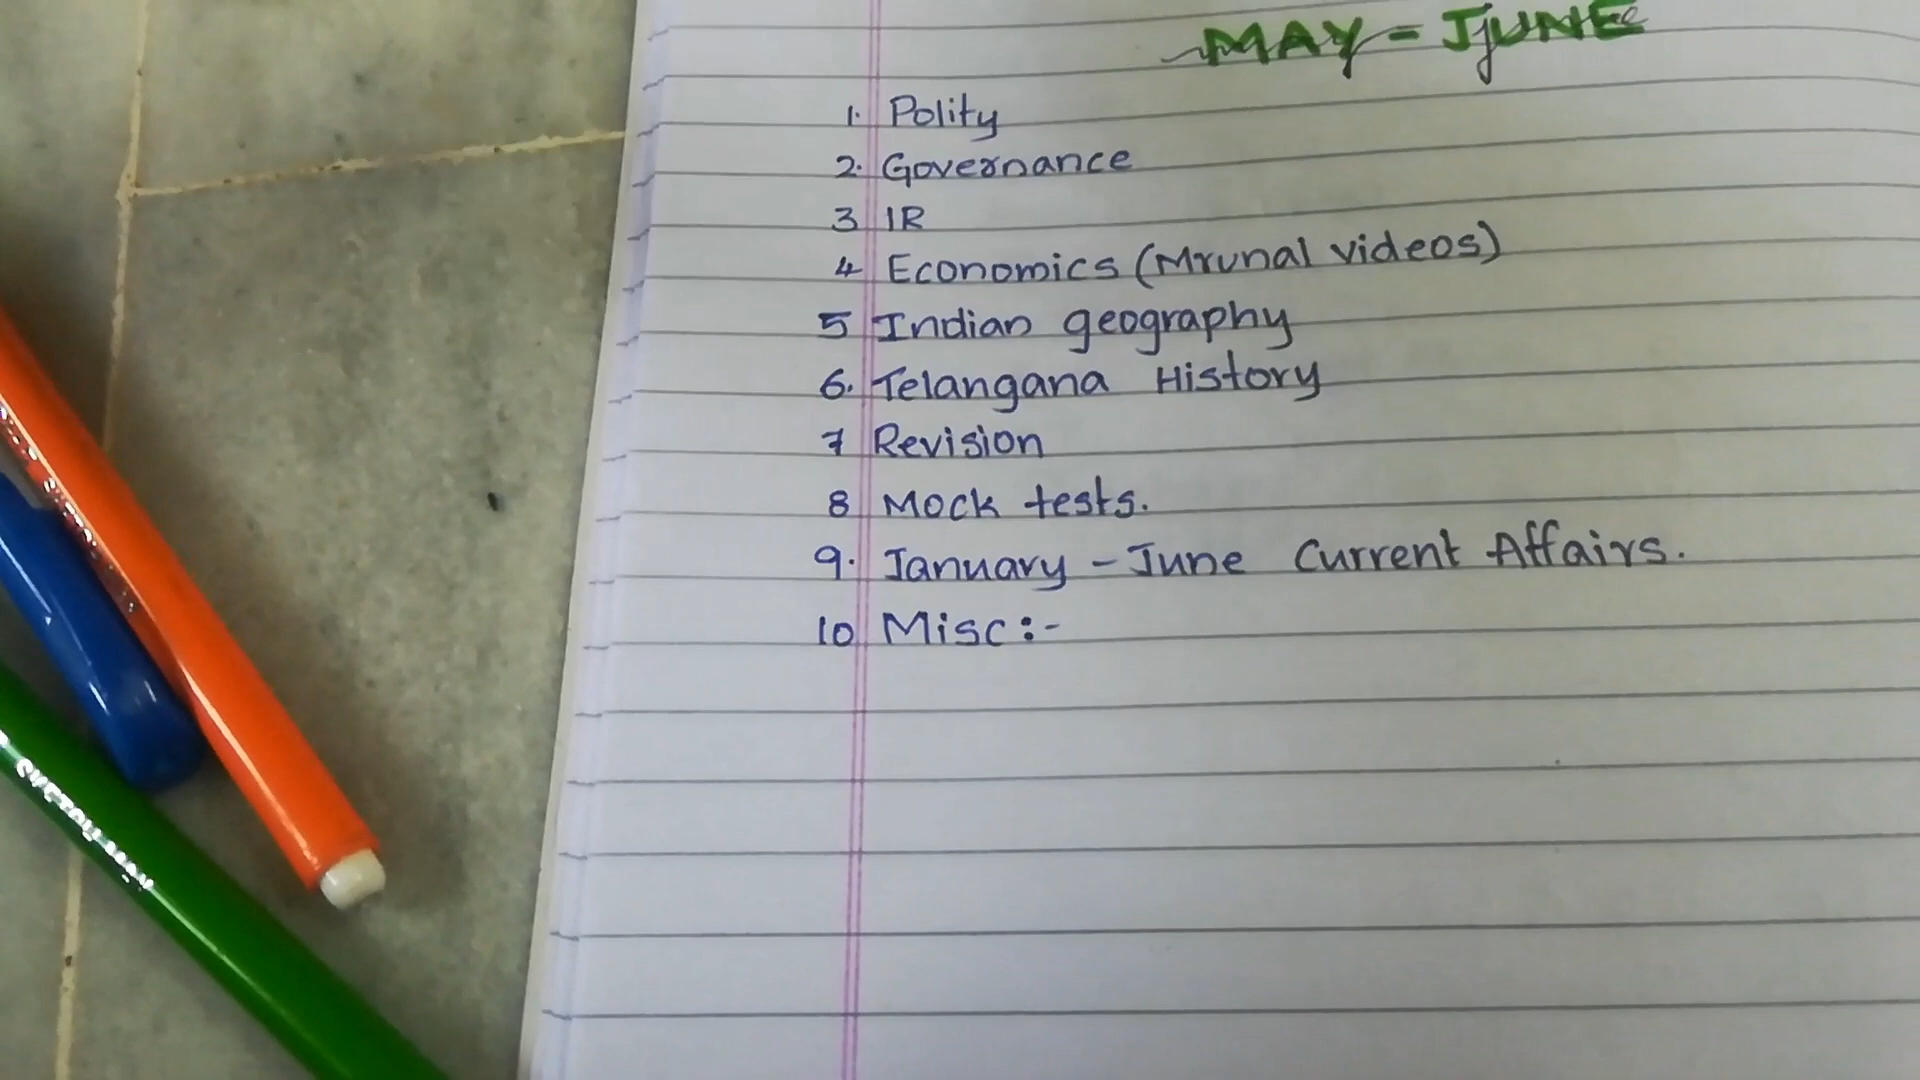 MAY - JUNE
1. Polity
2. Governance
3 IR
4 Economics (Mrunal videos)
5 Indian geography
6. Telangana History
7 Revision
8 Mock tests.
9. January - June Current Affairs.
10 Misc :-